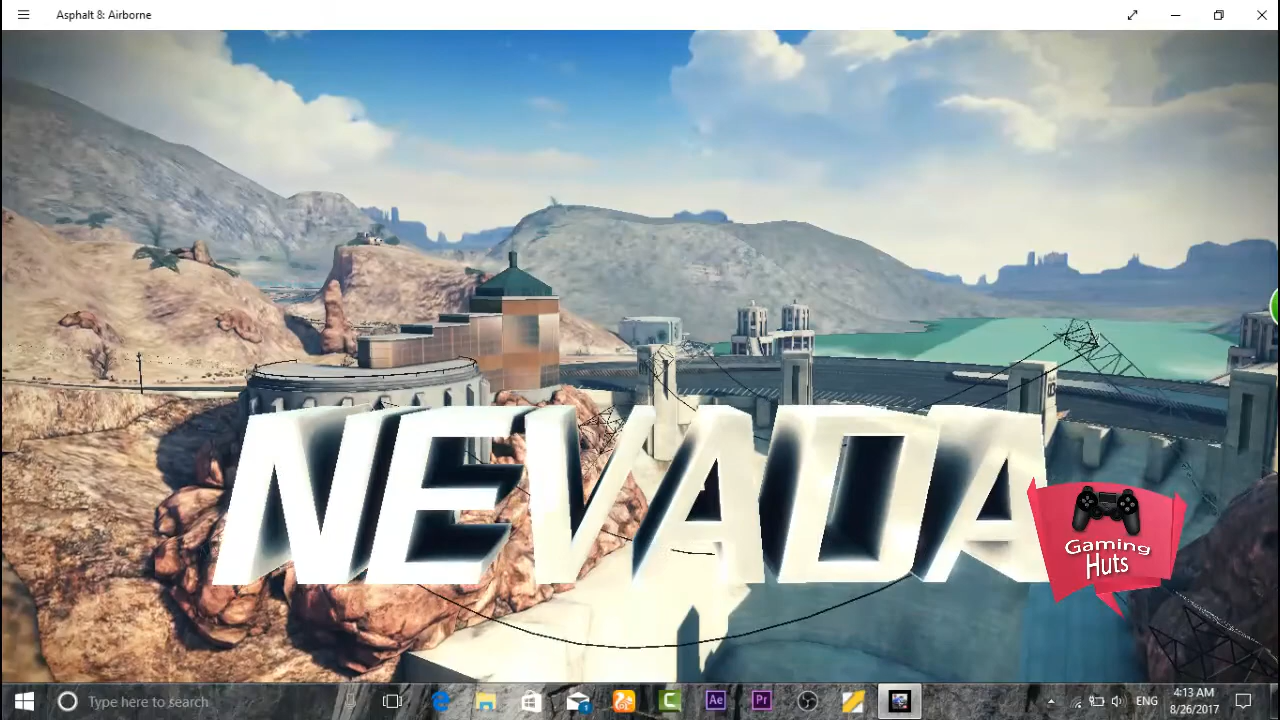 Asphalt 8: Airborne
NEVADA
Gaming
Huts
Type here to search
Ae
Pr
ENG
4:13 AM
8/26/2017